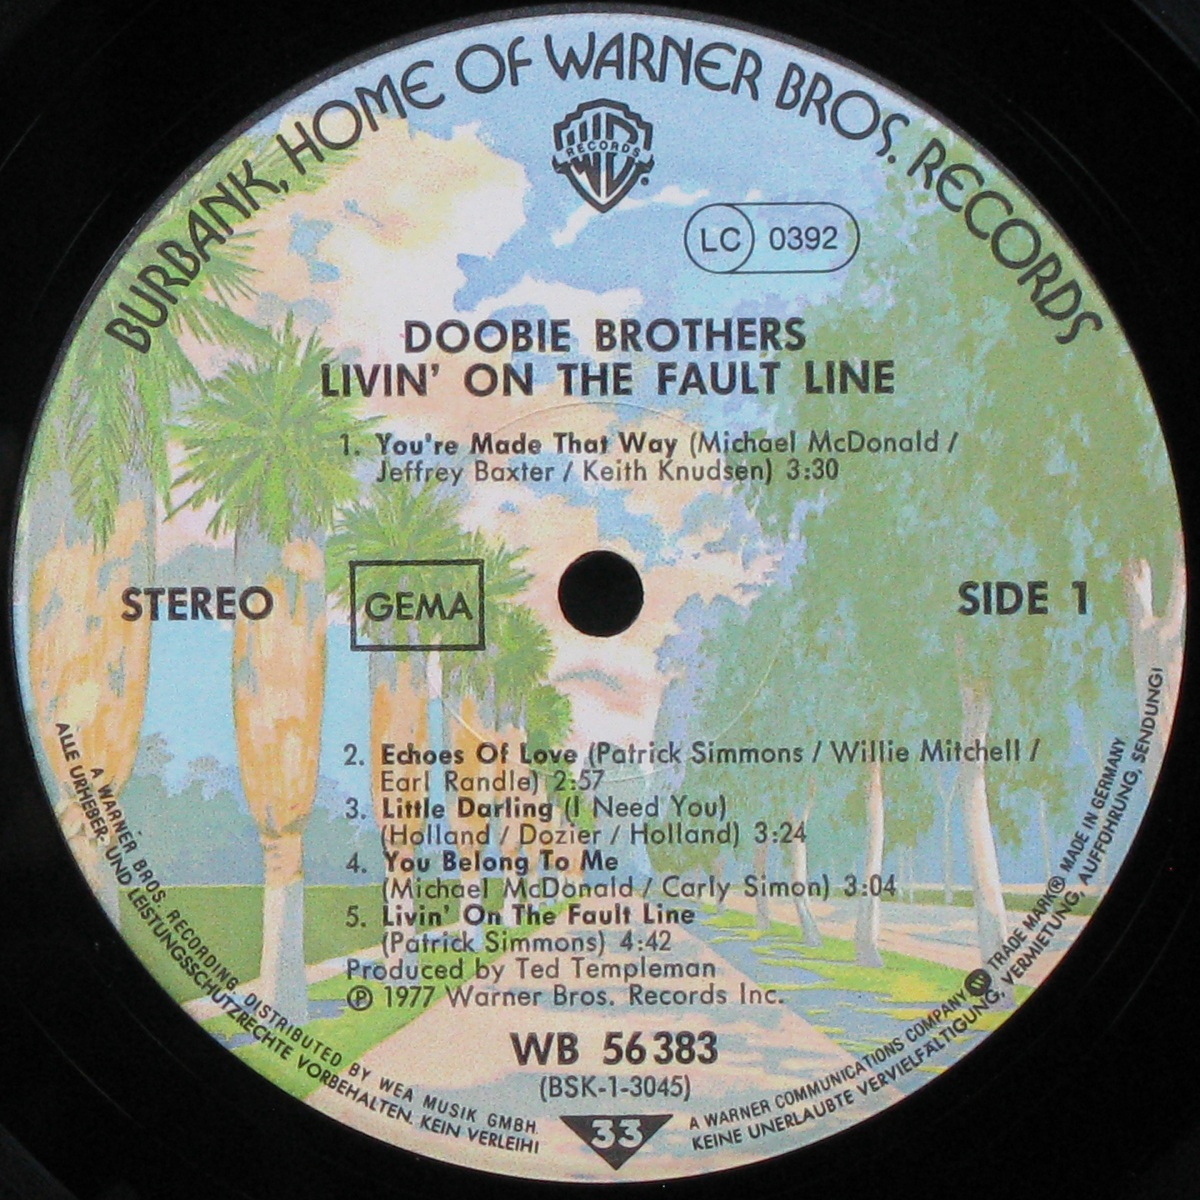 BURBANK, HOME OF WARNER BROS. RECORDS
WB
RECORDS
LC 0392
DOOBIE BROTHERS
LIVIN' ON THE FAULT LINE
1. You're Made That Way (Michael McDonald /
Jeffrey Baxter / Keith Knudsen) 3:30
STEREO
GEMA
SIDE 1
2. Echoes Of Love (Patrick Simmons / Willie Mitchell /
Earl Randle) 2:57
3. Little Darling (I Need You)
(Holland / Dozier / Holland) 3:24
4. You Belong To Me
(Michael McDonald / Carly Simon) 3:04
5. Livin' On The Fault Line
(Patrick Simmons) 4:42
Produced by Ted Templeman
℗ 1977 Warner Bros. Records Inc.
WB 56 383
(BSK-1-3045)
33
A WARNER BROS. RECORDING. DISTRIBUTED BY WEA MUSIK GMBH.
A WARNER COMMUNICATIONS COMPANY TRADE MARK® MADE IN GERMANY
ALLE URHEBER- UND LEISTUNGSSCHUTZRECHTE VORBEHALTEN. KEIN VERLEIH!
KEINE UNERLAUBTE VERVIELFÄLTIGUNG, VERMIETUNG, AUFFÜHRUNG, SENDUNG!